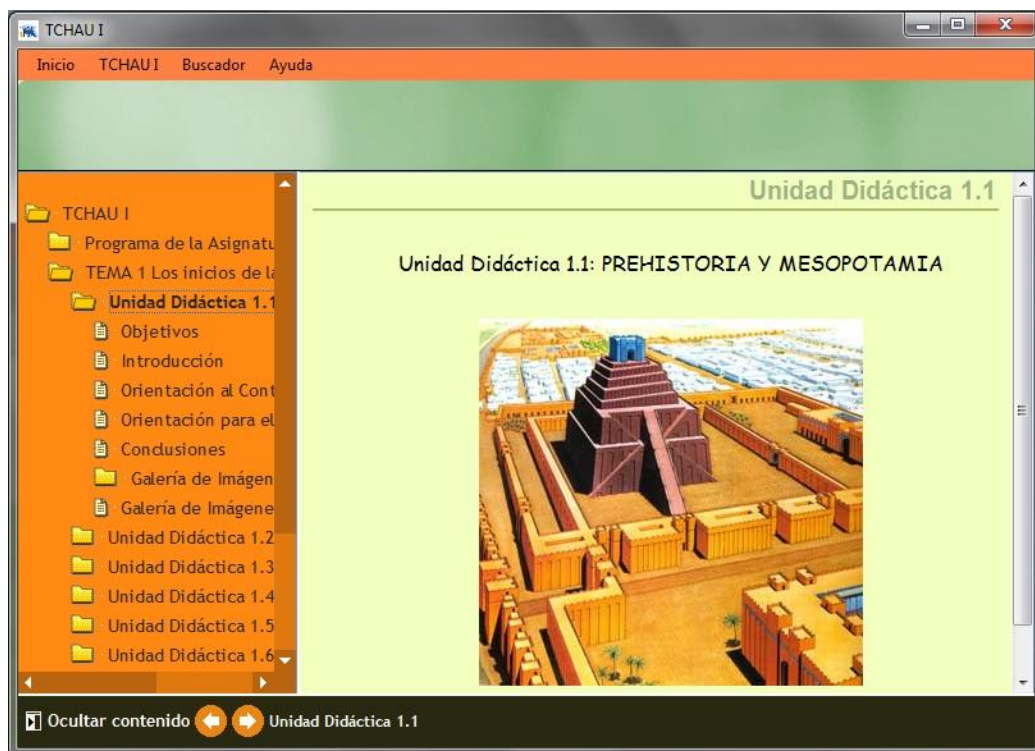 TCHAU I
Inicio TCHAU I Buscador Ayuda
TCHAU I
Programa de la Asignatu
TEMA 1 Los inicios de la
Unidad Didáctica 1.1
Objetivos
Introducción
Orientación al Cont
Orientación para el
Conclusiones
Galería de Imágen
Galería de Imágene
Unidad Didáctica 1.2
Unidad Didáctica 1.3
Unidad Didáctica 1.4
Unidad Didáctica 1.5
Unidad Didáctica 1.6
Unidad Didáctica 1.1
Unidad Didáctica 1.1: PREHISTORIA Y MESOPOTAMIA
Ocultar contenido Unidad Didáctica 1.1